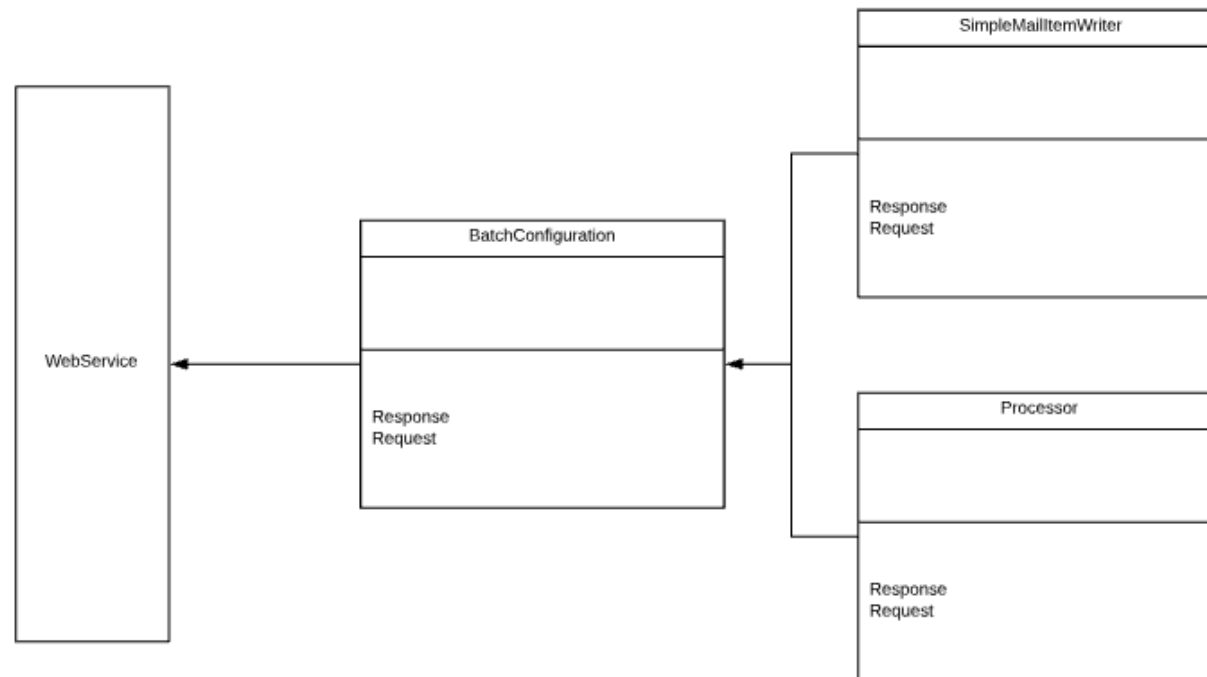 SimpleMailItemWriter
Response
Request
BatchConfiguration
WebService
Response
Request
Processor
Response
Request